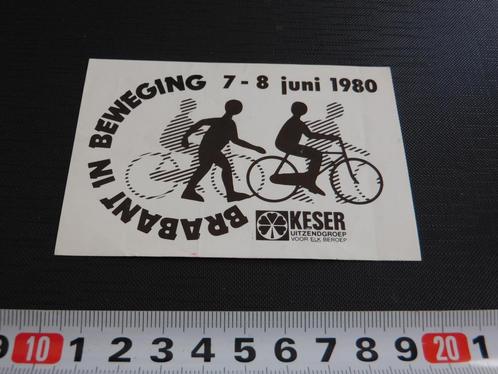 BRABANT IN BEWEGING
7 - 8 juni 1980
KESER
UITZENDGROEP
VOOR ELK BEROEP
9 10 1 2 3 4 5 6 7 8 9 20 1